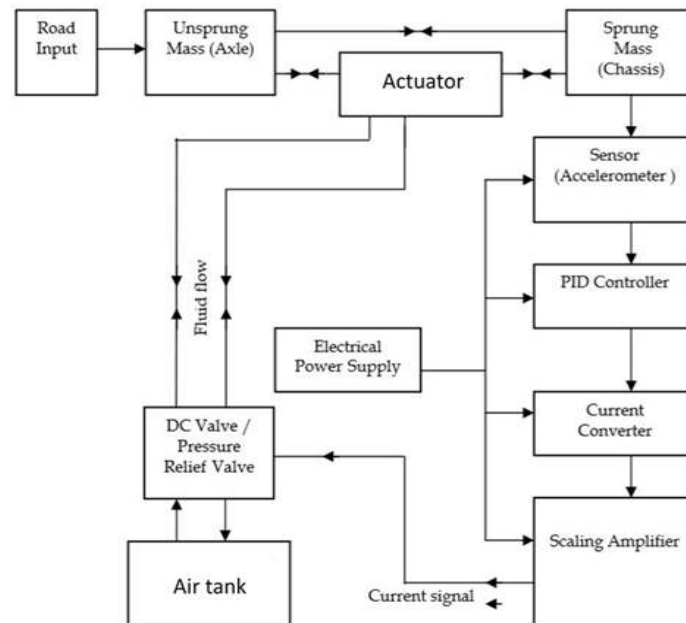 Road
Input
Unsprung
Mass (Axle)
Sprung
Mass
(Chassis)
Actuator
Sensor
(Accelerometer )
Fluid flow
PID Controller
Electrical
Power Supply
DC Valve /
Pressure
Relief Valve
Current
Converter
Scaling Amplifier
Air tank
Current signal